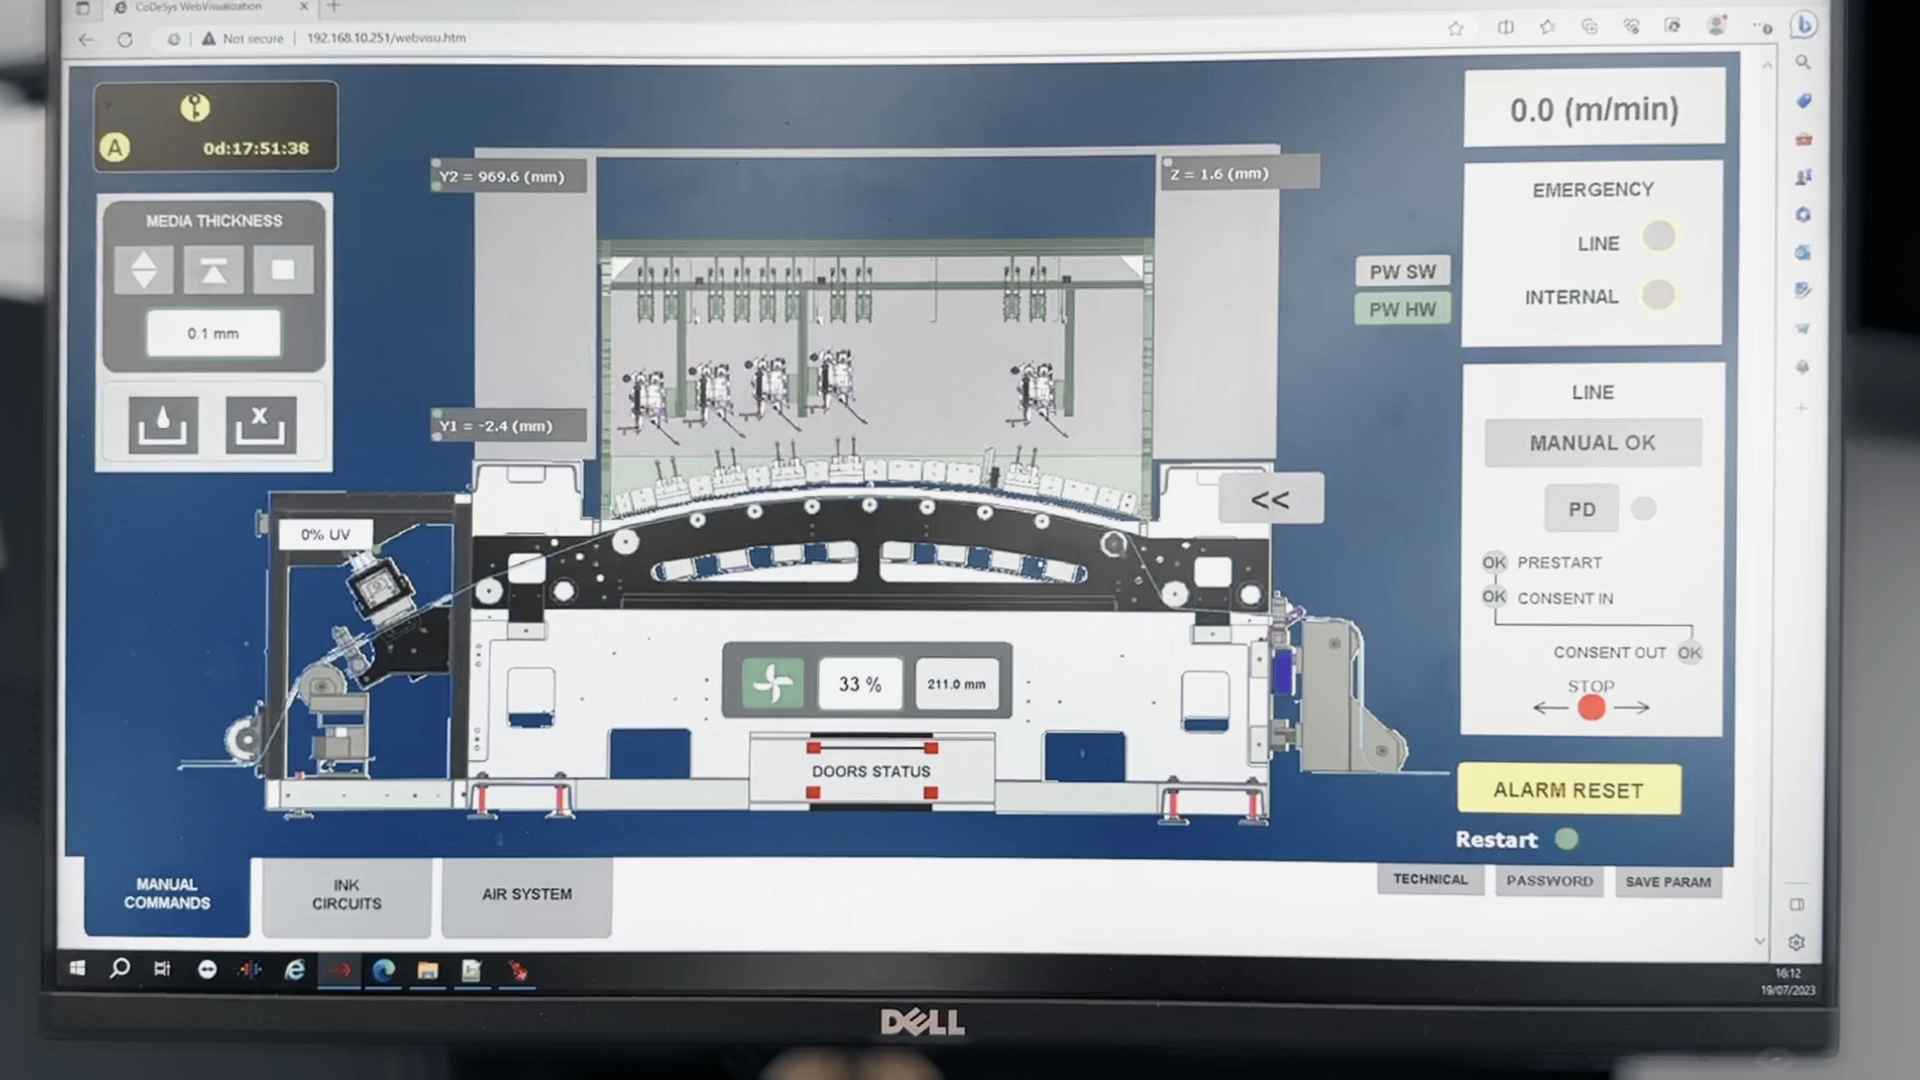 CoDeSys WebVisualization
Not secure
192.168.10.251/webvisu.htm
A
0d:17:51:38
MEDIA THICKNESS
0.1 mm
X
Y2 = 969.6 (mm)
Z = 1.6 (mm)
Y1 = -2.4 (mm)
PW SW
PW HW
<<
0% UV
33 %
211.0 mm
DOORS STATUS
0.0 (m/min)
EMERGENCY
LINE
INTERNAL
LINE
MANUAL OK
PD
OK PRESTART
OK CONSENT IN
CONSENT OUT OK
STOP
ALARM RESET
Restart
MANUAL
COMMANDS
INK
CIRCUITS
AIR SYSTEM
TECHNICAL
PASSWORD
SAVE PARAM
16:12
19/07/2023
DELL